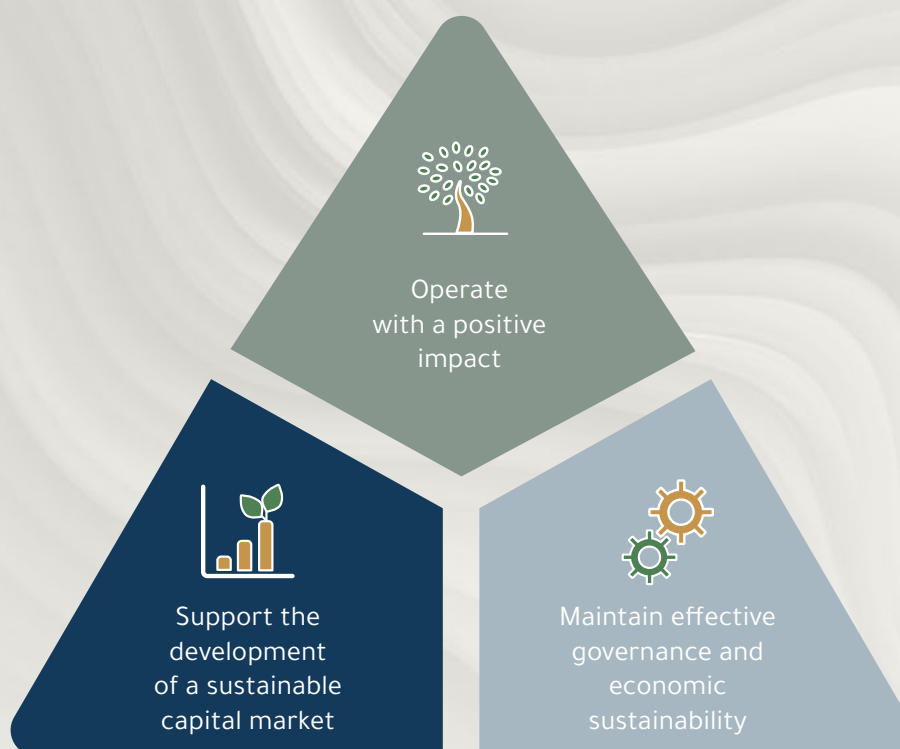 Operate
with a positive
impact
Support the
development
of a sustainable
capital market
Maintain effective
governance and
economic
sustainability